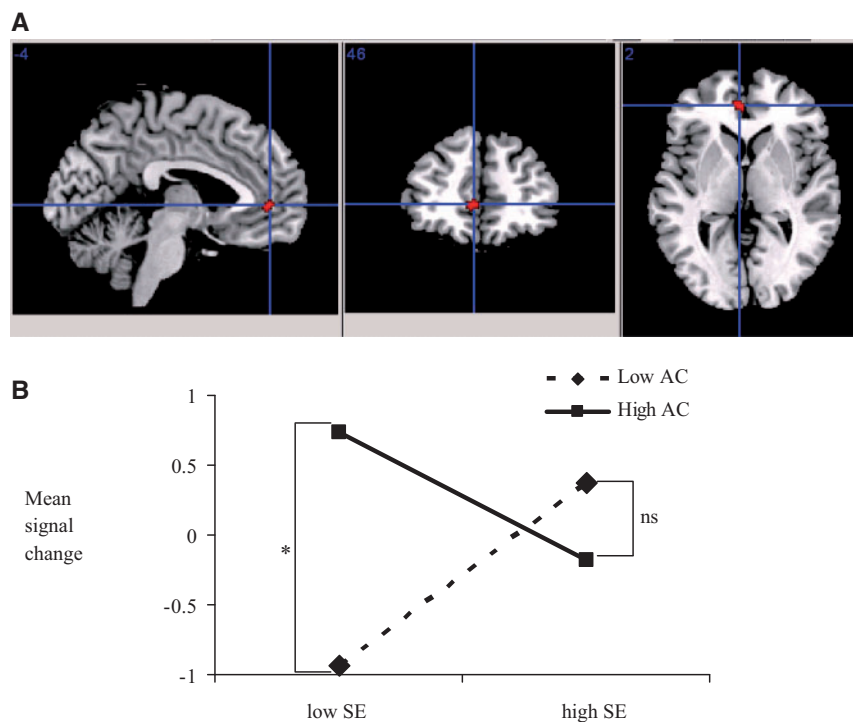 A
-4
46
2
B
1
0.5
0
-0.5
-1
Mean
signal
change
Low AC
High AC
*
ns
low SE
high SE